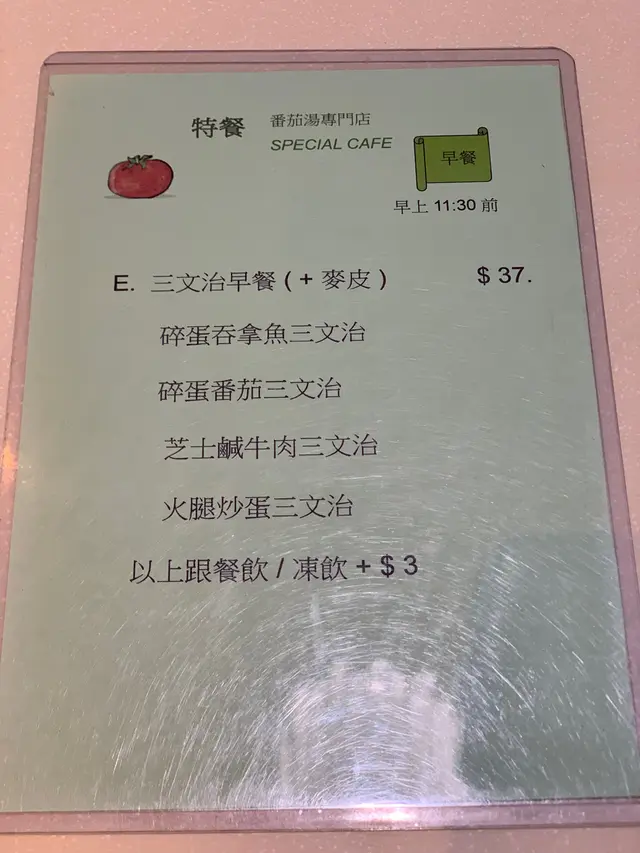 特餐 番茄湯專門店
SPECIAL CAFE
早餐
早上 11:30 前
E. 三文治早餐 ( + 麥皮 ) $ 37.
碎蛋吞拿魚三文治
碎蛋番茄三文治
芝士鹹牛肉三文治
火腿炒蛋三文治
以上跟餐飲 / 凍飲 + $ 3